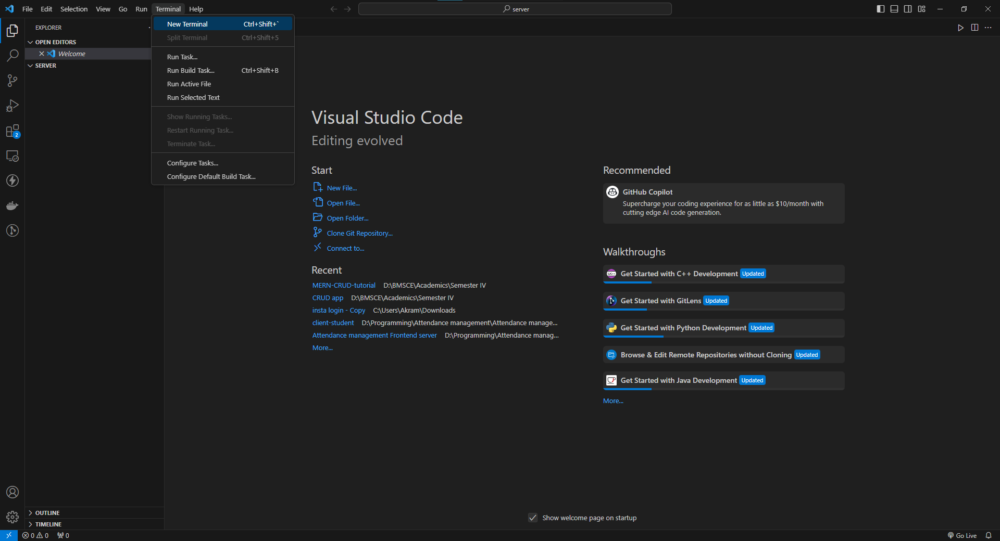 File Edit Selection View Go Run Terminal Help
server
EXPLORER
OPEN EDITORS
Welcome
SERVER
New Terminal Ctrl+Shift+`
Split Terminal Ctrl+Shift+5
Run Task...
Run Build Task... Ctrl+Shift+B
Run Active File
Run Selected Text
Show Running Tasks...
Restart Running Task...
Terminate Task...
Configure Tasks...
Configure Default Build Task...
2
Visual Studio Code
Editing evolved
Start
New File...
Open File...
Open Folder...
Clone Git Repository...
Connect to...
Recent
MERN-CRUD-tutorial D:\BMSCE\Academics\Semester IV
CRUD app D:\BMSCE\Academics\Semester IV
insta login - Copy C:\Users\Akram\Downloads
client-student D:\Programming\Attendance management\Attendance manage...
Attendance management Frontend server D:\Programming\Attendance manag...
More...
Recommended
GitHub Copilot
Supercharge your coding experience for as little as $10/month with
cutting edge AI code generation.
Walkthroughs
C/C++ Get Started with C++ Development Updated
Get Started with GitLens Updated
Get Started with Python Development Updated
Browse & Edit Remote Repositories without Cloning Updated
Get Started with Java Development Updated
More...
Show welcome page on startup
OUTLINE
TIMELINE
0 0 0
Go Live